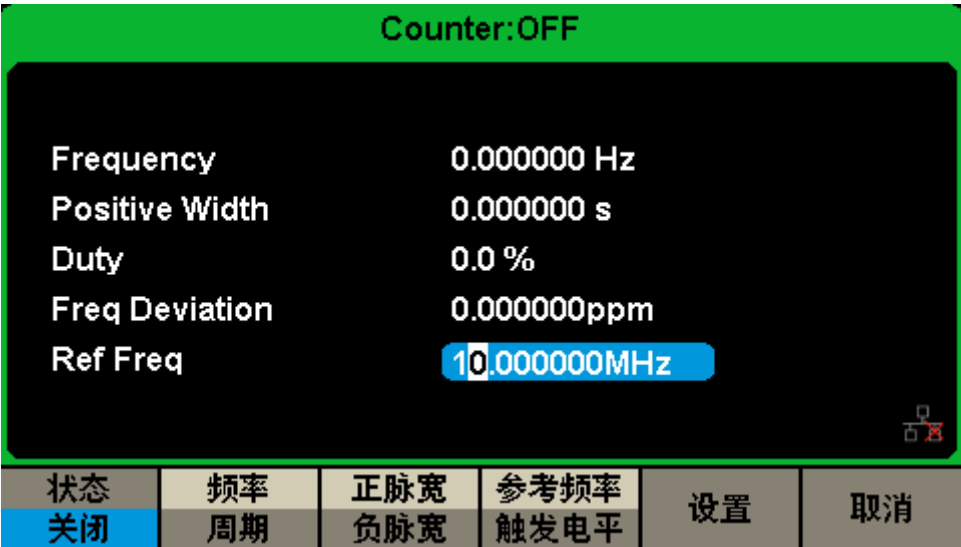 Counter:OFF
Frequency 0.000000 Hz
Positive Width 0.000000 s
Duty 0.0 %
Freq Deviation 0.000000ppm
Ref Freq 10.000000MHz
状态 频率 正脉宽 参考频率 设置 取消
关闭 周期 负脉宽 触发电平